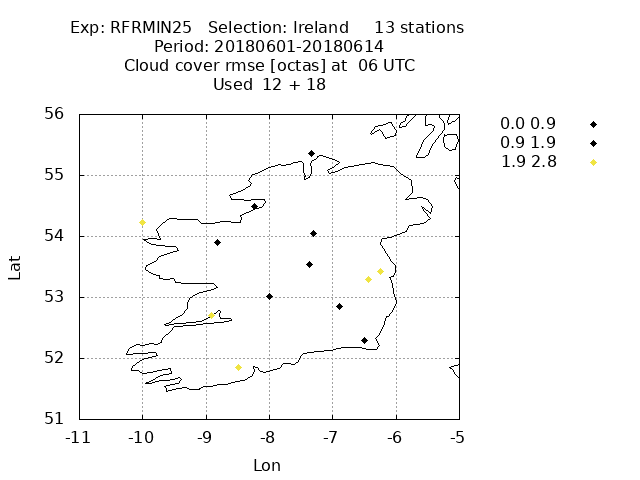 Exp: RFRMIN25 Selection: Ireland 13 stations
Period: 20180601-20180614
Cloud cover rmse [octas] at 06 UTC
Used 12 + 18
56
55
54
53
52
51
Lat
-11 -10 -9 -8 -7 -6 -5
Lon
0.0 0.9
0.9 1.9
1.9 2.8